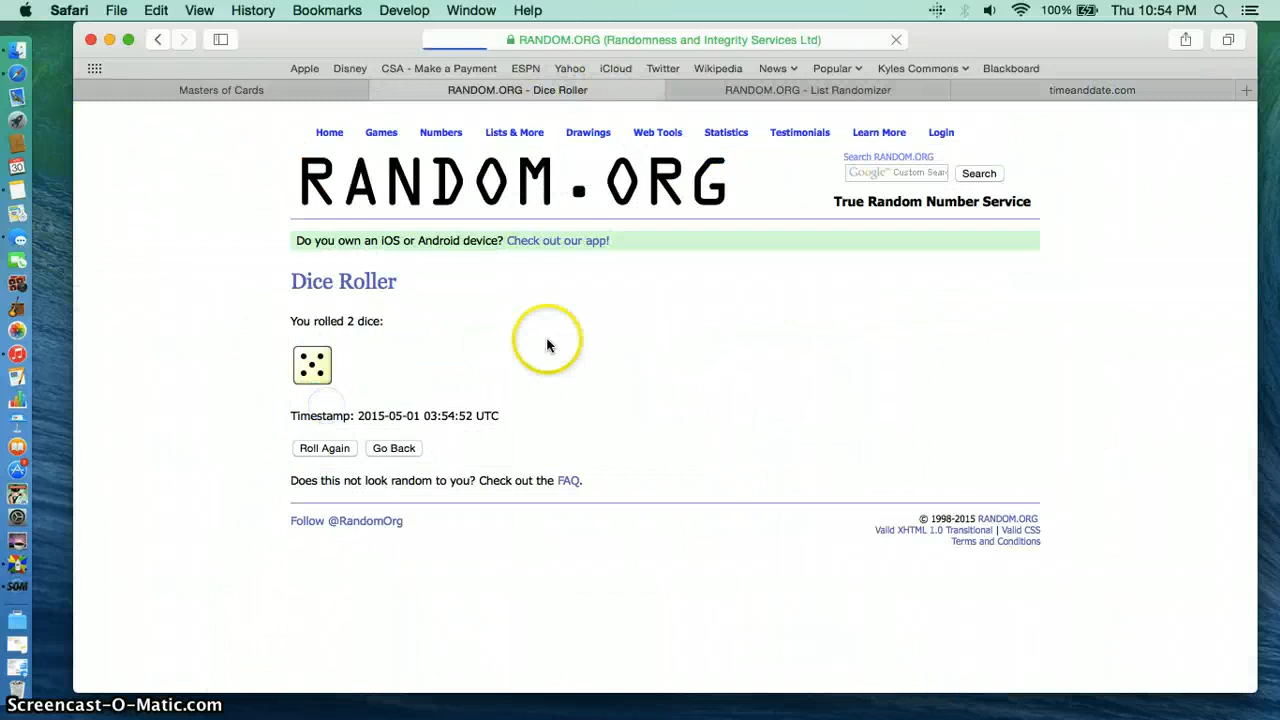 Safari File Edit View History Bookmarks Develop Window Help 100% Thu 10:54 PM
RANDOM.ORG (Randomness and Integrity Services Ltd)
Apple Disney CSA - Make a Payment ESPN Yahoo iCloud Twitter Wikipedia News Popular Kyles Commons Blackboard
Masters of Cards RANDOM.ORG - Dice Roller RANDOM.ORG - List Randomizer timeanddate.com
Home Games Numbers Lists & More Drawings Web Tools Statistics Testimonials Learn More Login
RANDOM.ORG
Search RANDOM.ORG
Google Custom Sear Search
True Random Number Service
Do you own an iOS or Android device? Check out our app!
Dice Roller
You rolled 2 dice:
Timestamp: 2015-05-01 03:54:52 UTC
Roll Again Go Back
Does this not look random to you? Check out the FAQ.
Follow @RandomOrg
© 1998-2015 RANDOM.ORG
Valid XHTML 1.0 Transitional | Valid CSS
Terms and Conditions
30
SOM
Screencast-O-Matic.com